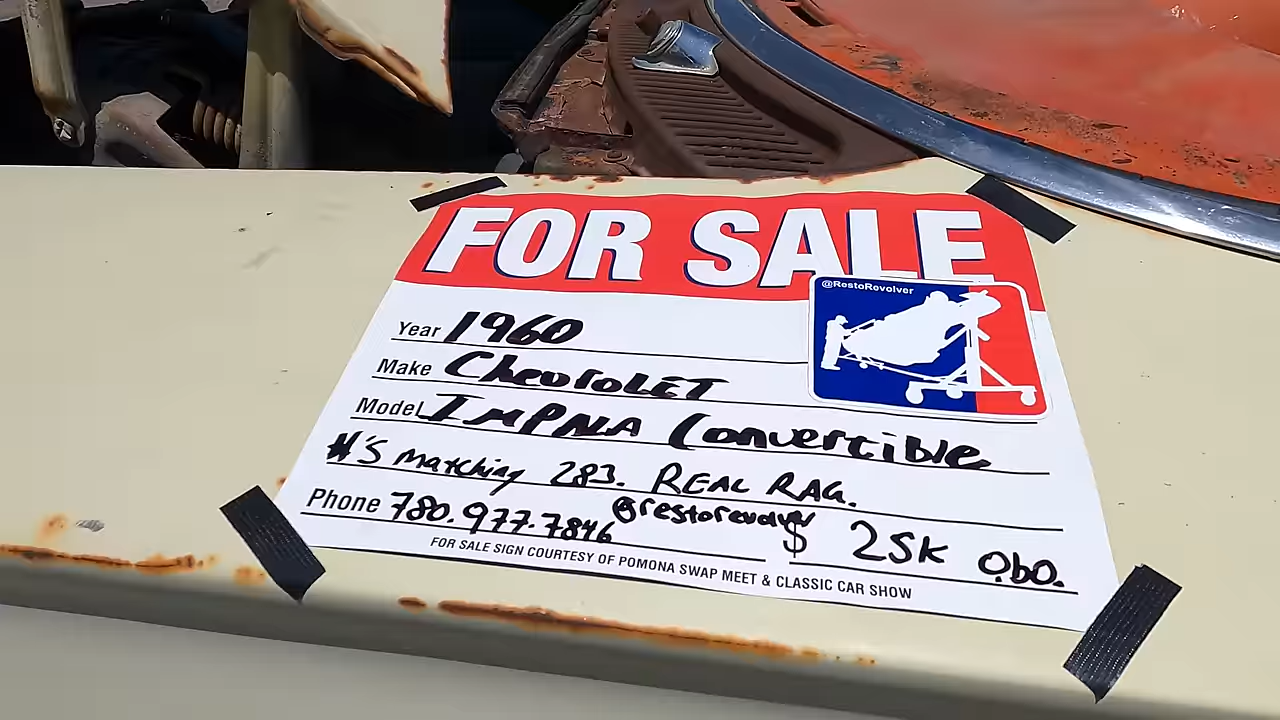 FOR SALE
@RestoRevolver
Year 1960
Make CHEVROLET
Model IMPALA Convertible
#'S matching 283. REAL RAG.
@restorevolver
Phone 780.977.7846 $ 25K Obo.
FOR SALE SIGN COURTESY OF POMONA SWAP MEET & CLASSIC CAR SHOW